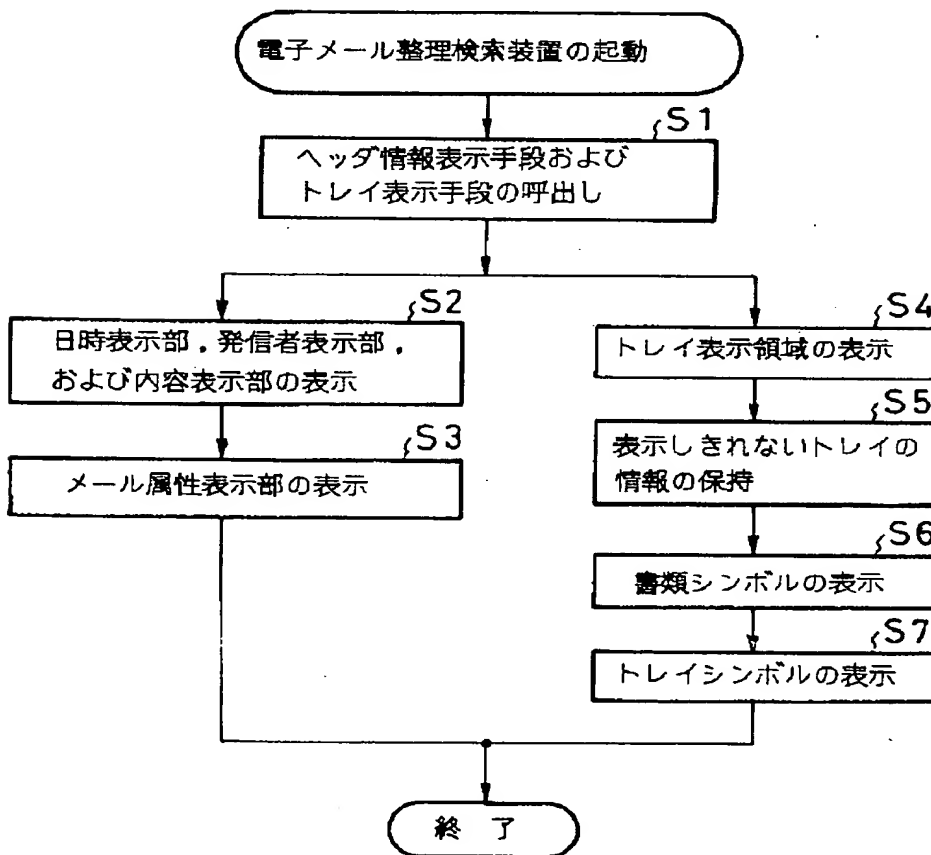 電子メール整理検索装置の起動
S1
ヘッダ情報表示手段および
トレイ表示手段の呼出し
S2
日時表示部,発信者表示部,
および内容表示部の表示
S3
メール属性表示部の表示
S4
トレイ表示領域の表示
S5
表示しきれないトレイの
情報の保持
S6
書類シンボルの表示
S7
トレイシンボルの表示
終 了